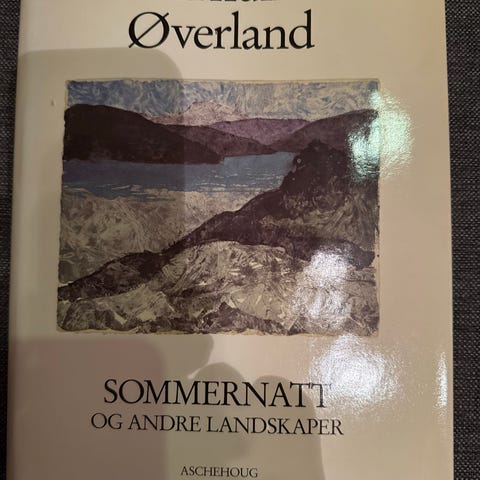 Øverland
SOMMERNATT
OG ANDRE LANDSKAPER
ASCHEHOUG